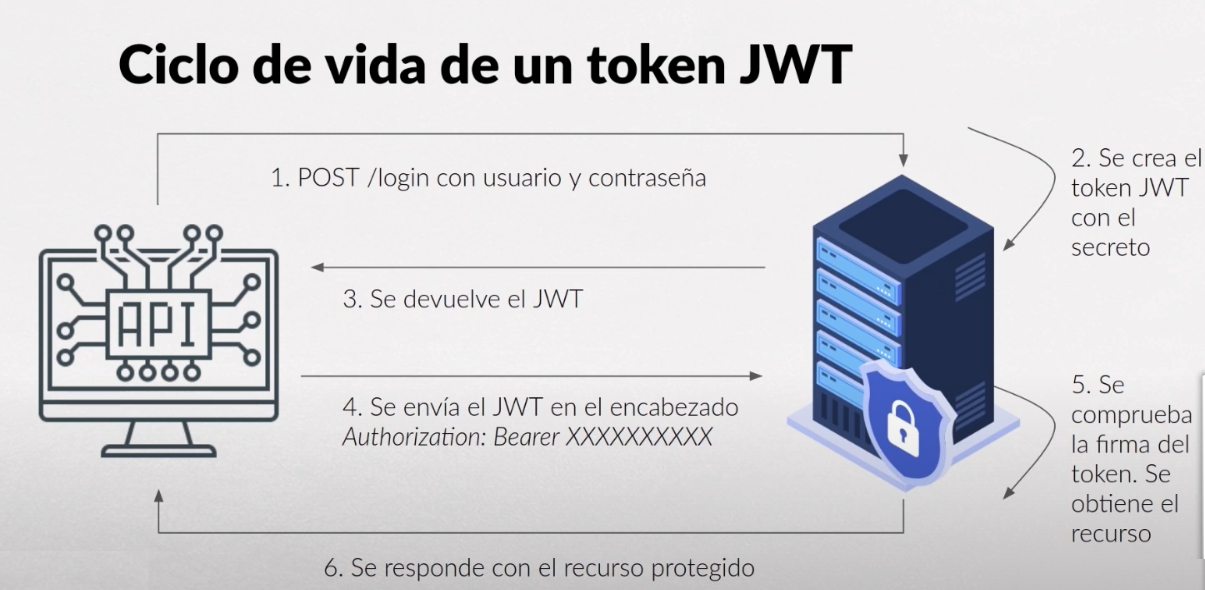 Ciclo de vida de un token JWT
1. POST /login con usuario y contraseña
2. Se crea el
token JWT
con el
secreto
API
3. Se devuelve el JWT
4. Se envía el JWT en el encabezado
Authorization: Bearer XXXXXXXXXX
5. Se
comprueba
la firma del
token. Se
obtiene el
recurso
6. Se responde con el recurso protegido